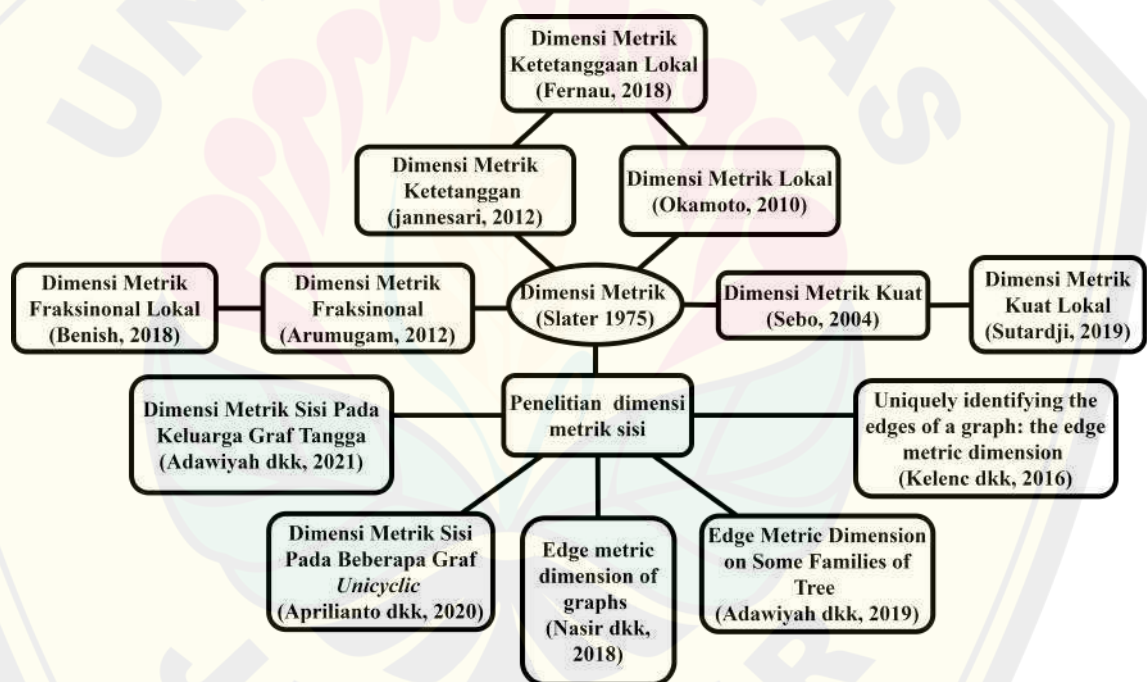 Dimensi Metrik
Ketetanggaan Lokal
(Fernau, 2018)
Dimensi Metrik
Ketetanggan
(jannesari, 2012)
Dimensi Metrik Lokal
(Okamoto, 2010)
Dimensi Metrik
Fraksinonal Lokal
(Benish, 2018)
Dimensi Metrik
Fraksinonal
(Arumugam, 2012)
Dimensi Metrik
(Slater 1975)
Dimensi Metrik Kuat
(Sebo, 2004)
Dimensi Metrik
Kuat Lokal
(Sutardji, 2019)
Dimensi Metrik Sisi Pada
Keluarga Graf Tangga
(Adawiyah dkk, 2021)
Penelitian dimensi
metrik sisi
Uniquely identifying the
edges of a graph: the edge
metric dimension
(Kelenc dkk, 2016)
Dimensi Metrik Sisi
Pada Beberapa Graf
Unicyclic
(Aprilianto dkk, 2020)
Edge metric
dimension of
graphs
(Nasir dkk,
2018)
Edge Metric Dimension
on Some Families of
Tree
(Adawiyah dkk, 2019)